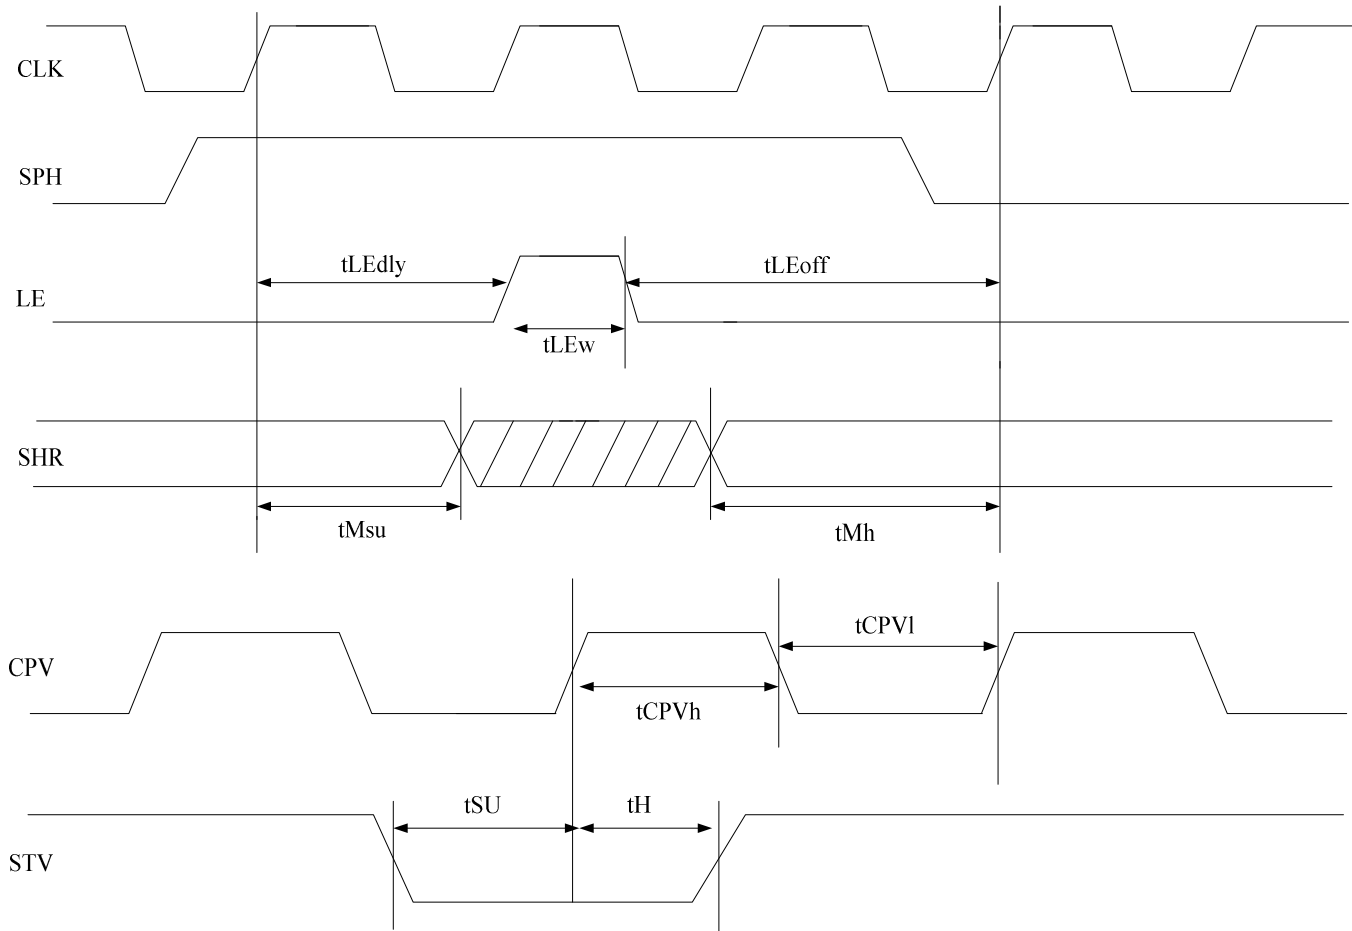 CLK
SPH
tLEdly
tLEoff
LE
tLEw
SHR
tMsu
tMh
tCPVl
CPV
tCPVh
tSU
tH
STV